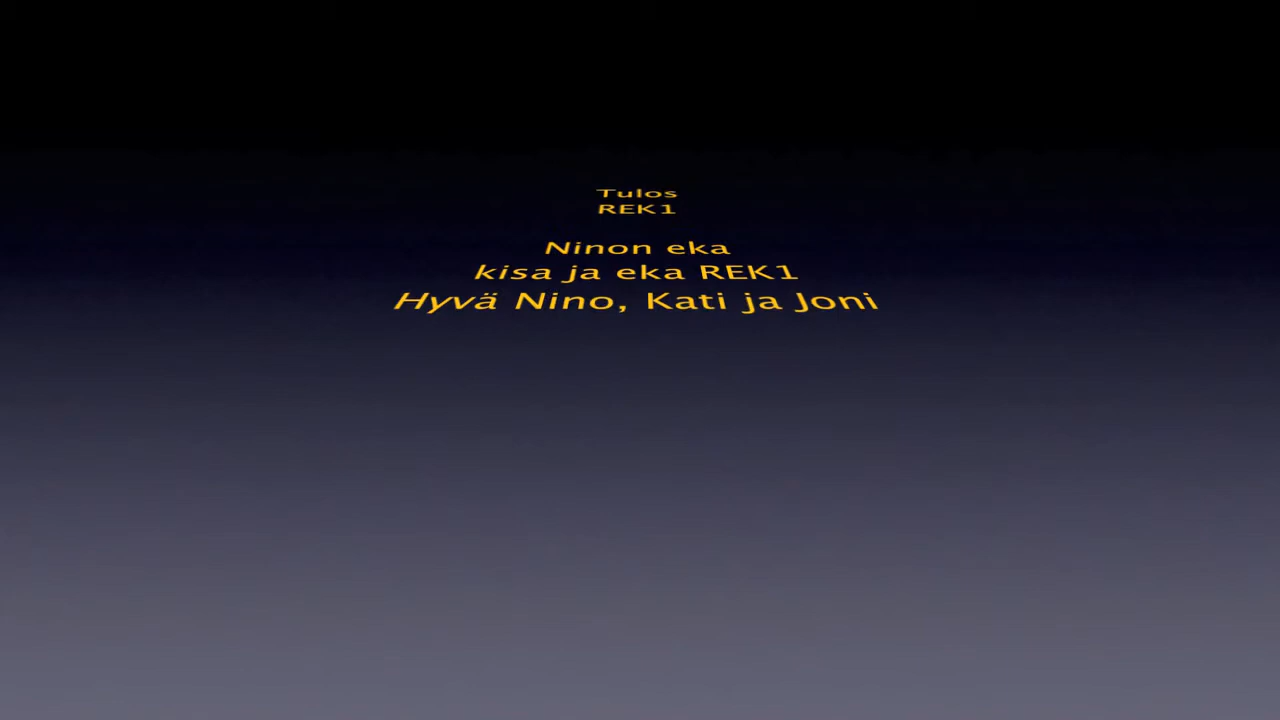 Tulos
REK1
Ninon eka
kisa ja eka REK1
Hyvä Nino, Kati ja Joni